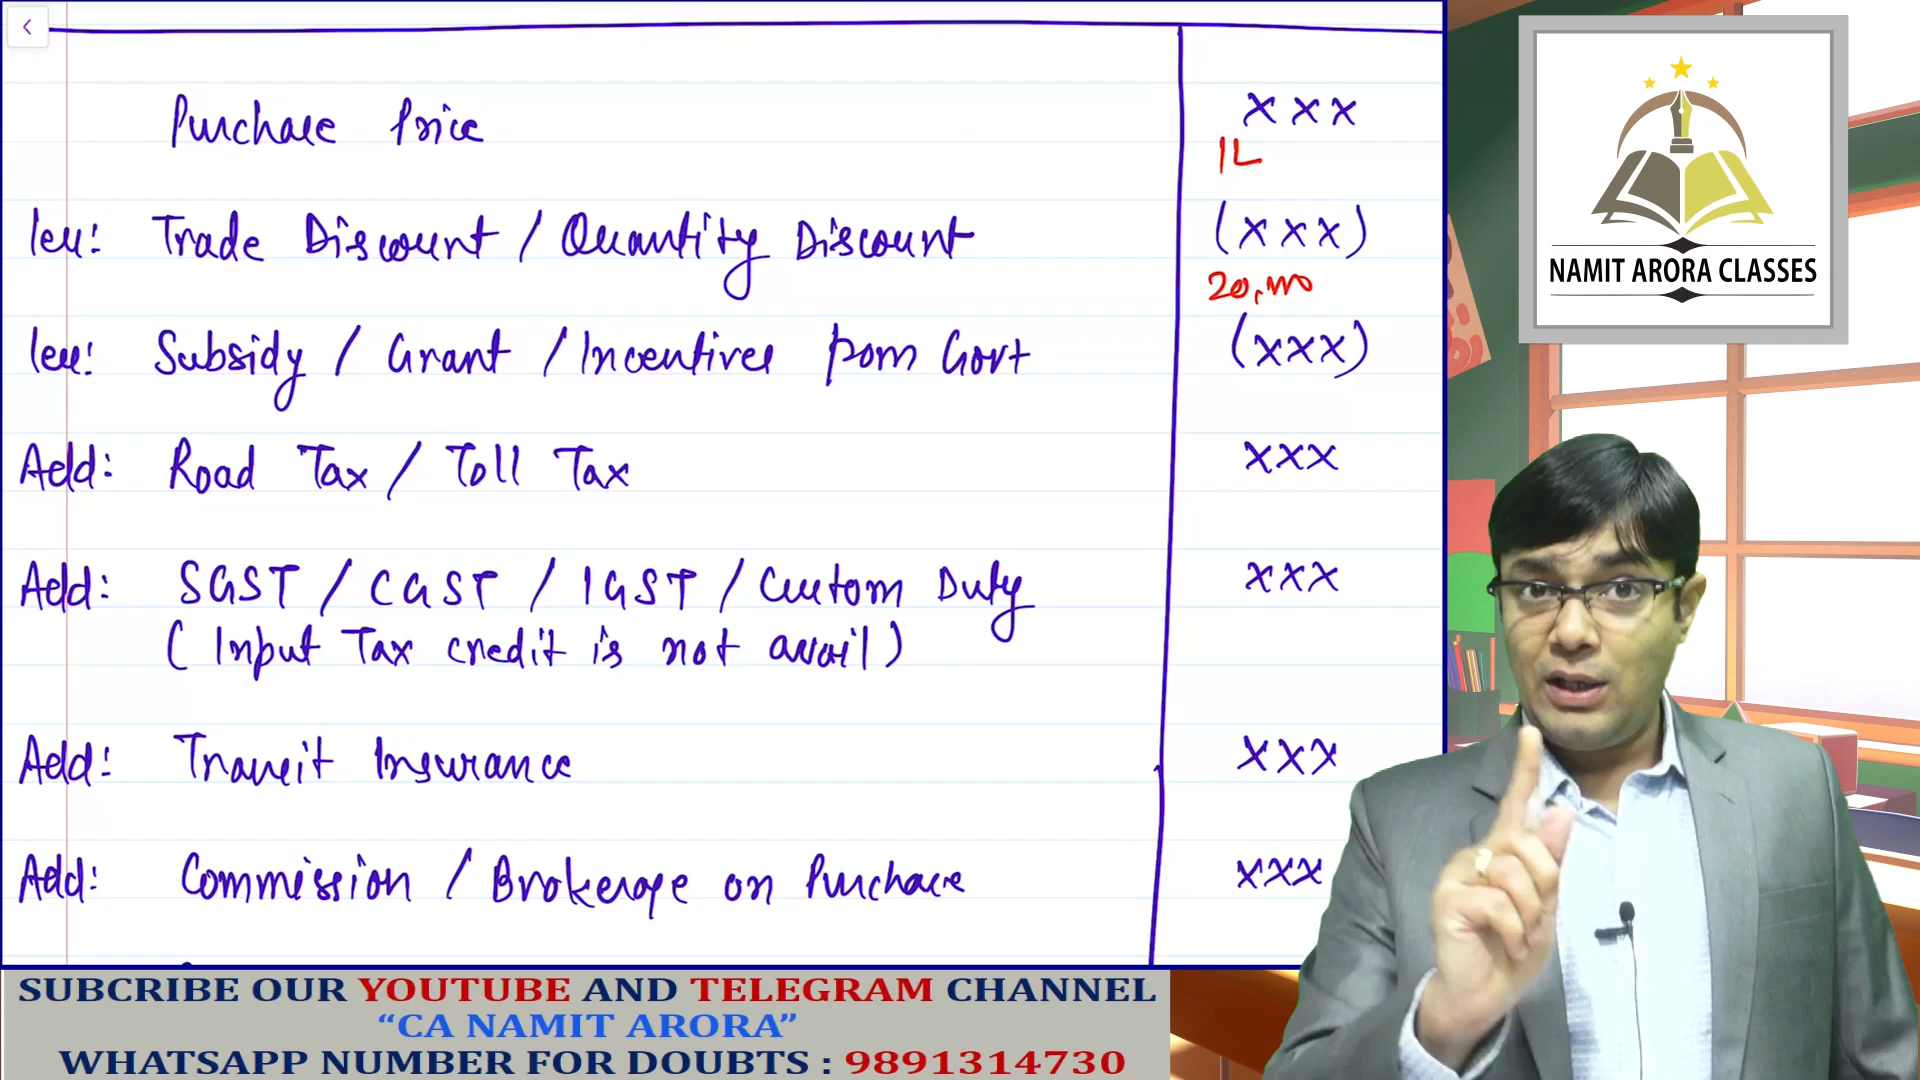 Purchase Price xxx
1L
less: Trade Discount / Quantity Discount (xxx)
20,000
less: Subsidy / Grant / Incentives from Govt (xxx)
Add: Road Tax / Toll Tax xxx
Add: SGST / CGST / IGST / Custom Duty xxx
(Input Tax credit is not avail)
Add: Transit Insurance xxx
Add: Commission / Brokerage on Purchase xxx
NAMIT ARORA CLASSES
SUBCRIBE OUR YOUTUBE AND TELEGRAM CHANNEL
“CA NAMIT ARORA”
WHATSAPP NUMBER FOR DOUBTS : 9891314730